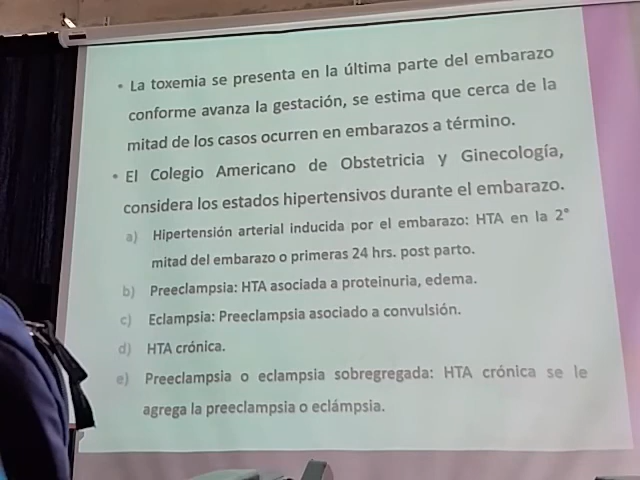 • La toxemia se presenta en la última parte del embarazo
conforme avanza la gestación, se estima que cerca de la
mitad de los casos ocurren en embarazos a término.
• El Colegio Americano de Obstetricia y Ginecología,
considera los estados hipertensivos durante el embarazo.
a) Hipertensión arterial inducida por el embarazo: HTA en la 2°
mitad del embarazo o primeras 24 hrs. post parto.
b) Preeclampsia: HTA asociada a proteinuria, edema.
c) Eclampsia: Preeclampsia asociado a convulsión.
d) HTA crónica.
e) Preeclampsia o eclampsia sobregregada: HTA crónica se le
agrega la preeclampsia o eclámpsia.